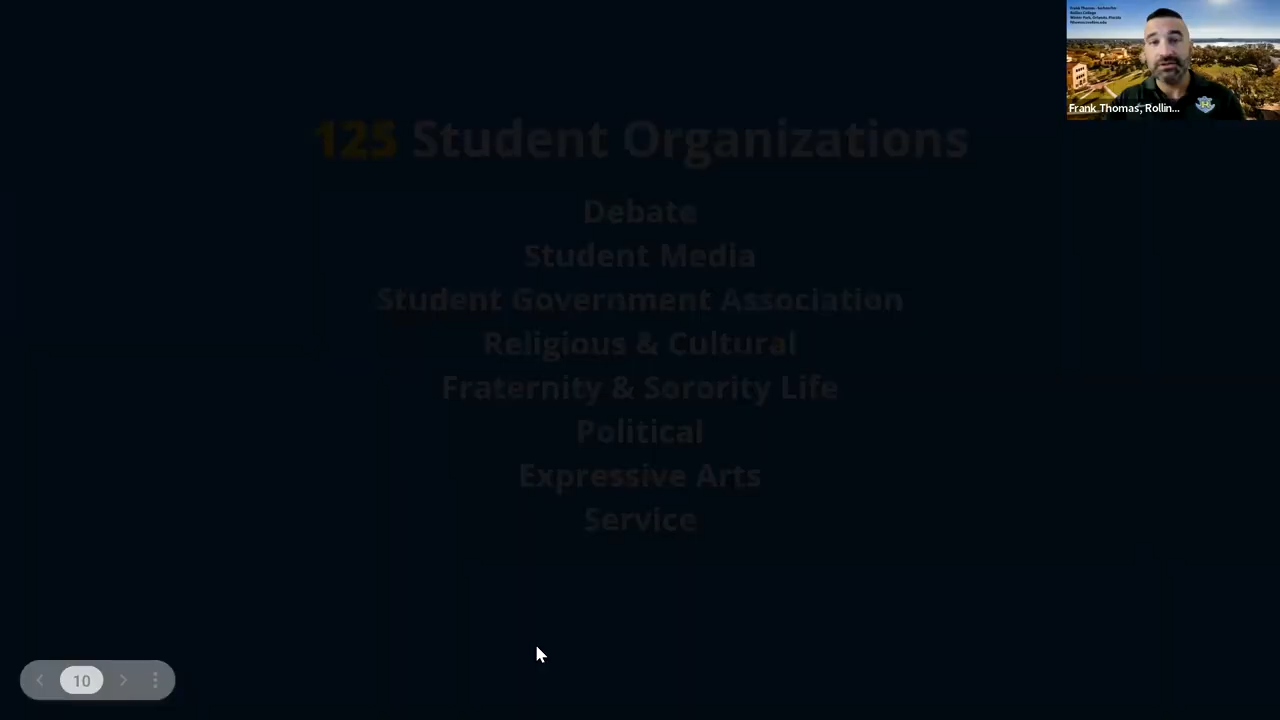 Frank Thomas, Rollin...
125 Student Organizations
Debate
Student Media
Student Government Association
Religious & Cultural
Fraternity & Sorority Life
Political
Expressive Arts
Service
10